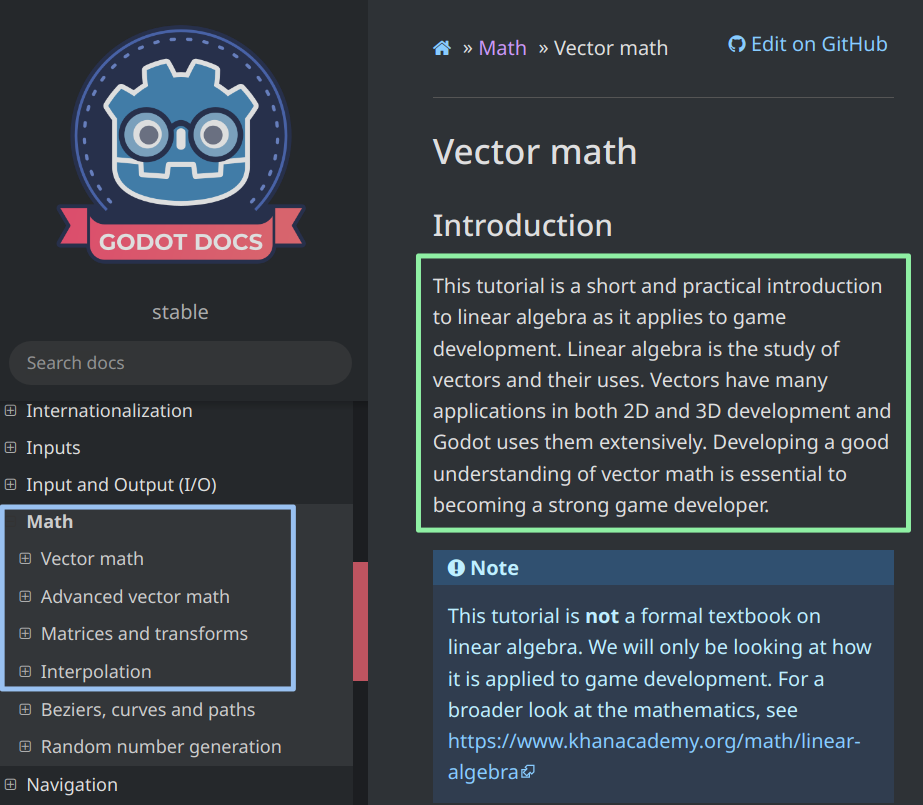 GODOT DOCS
stable
Search docs
Internationalization
Inputs
Input and Output (I/O)
Math
Vector math
Advanced vector math
Matrices and transforms
Interpolation
Beziers, curves and paths
Random number generation
Navigation
» Math » Vector math
Edit on GitHub
Vector math
Introduction
This tutorial is a short and practical introduction
to linear algebra as it applies to game
development. Linear algebra is the study of
vectors and their uses. Vectors have many
applications in both 2D and 3D development and
Godot uses them extensively. Developing a good
understanding of vector math is essential to
becoming a strong game developer.
Note
This tutorial is not a formal textbook on
linear algebra. We will only be looking at how
it is applied to game development. For a
broader look at the mathematics, see
https://www.khanacademy.org/math/linear-
algebra